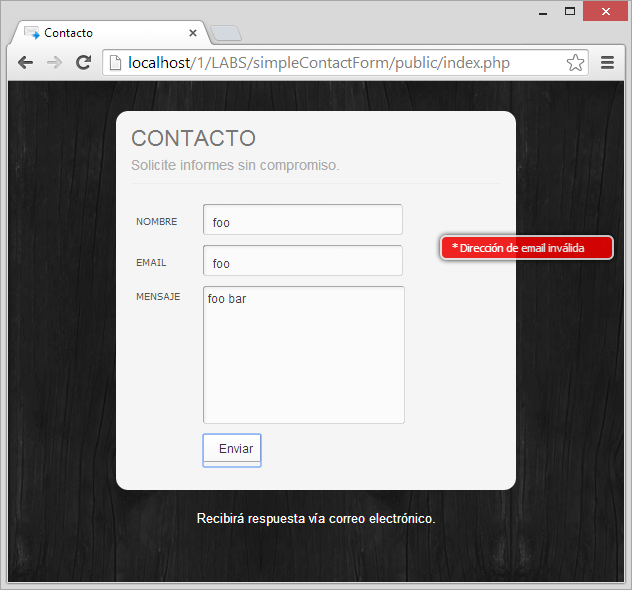 Contacto
localhost/1/LABS/simpleContactForm/public/index.php
CONTACTO
Solicite informes sin compromiso.
NOMBRE
foo
* Dirección de email inválida
EMAIL
foo
MENSAJE
foo bar
Enviar
Recibirá respuesta vía correo electrónico.